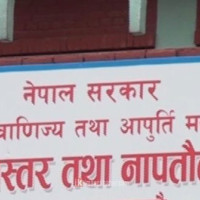 नेपाल सरकार
वाणिज्य तथा आपुर्ति
स्तर तथा नापतौल